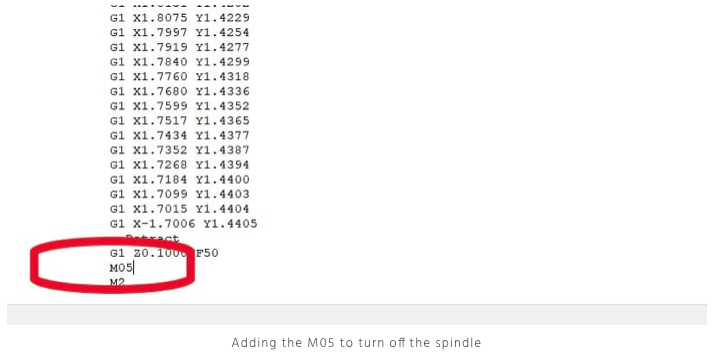 G1 X1.8075 Y1.4229
G1 X1.7997 Y1.4254
G1 X1.7919 Y1.4277
G1 X1.7840 Y1.4299
G1 X1.7760 Y1.4318
G1 X1.7680 Y1.4336
G1 X1.7599 Y1.4352
G1 X1.7517 Y1.4365
G1 X1.7434 Y1.4377
G1 X1.7352 Y1.4387
G1 X1.7268 Y1.4394
G1 X1.7184 Y1.4400
G1 X1.7099 Y1.4403
G1 X1.7015 Y1.4404
G1 X-1.7006 Y1.4405
Retract
G1 Z0.1000 F50
M05
M2
Adding the M05 to turn off the spindle